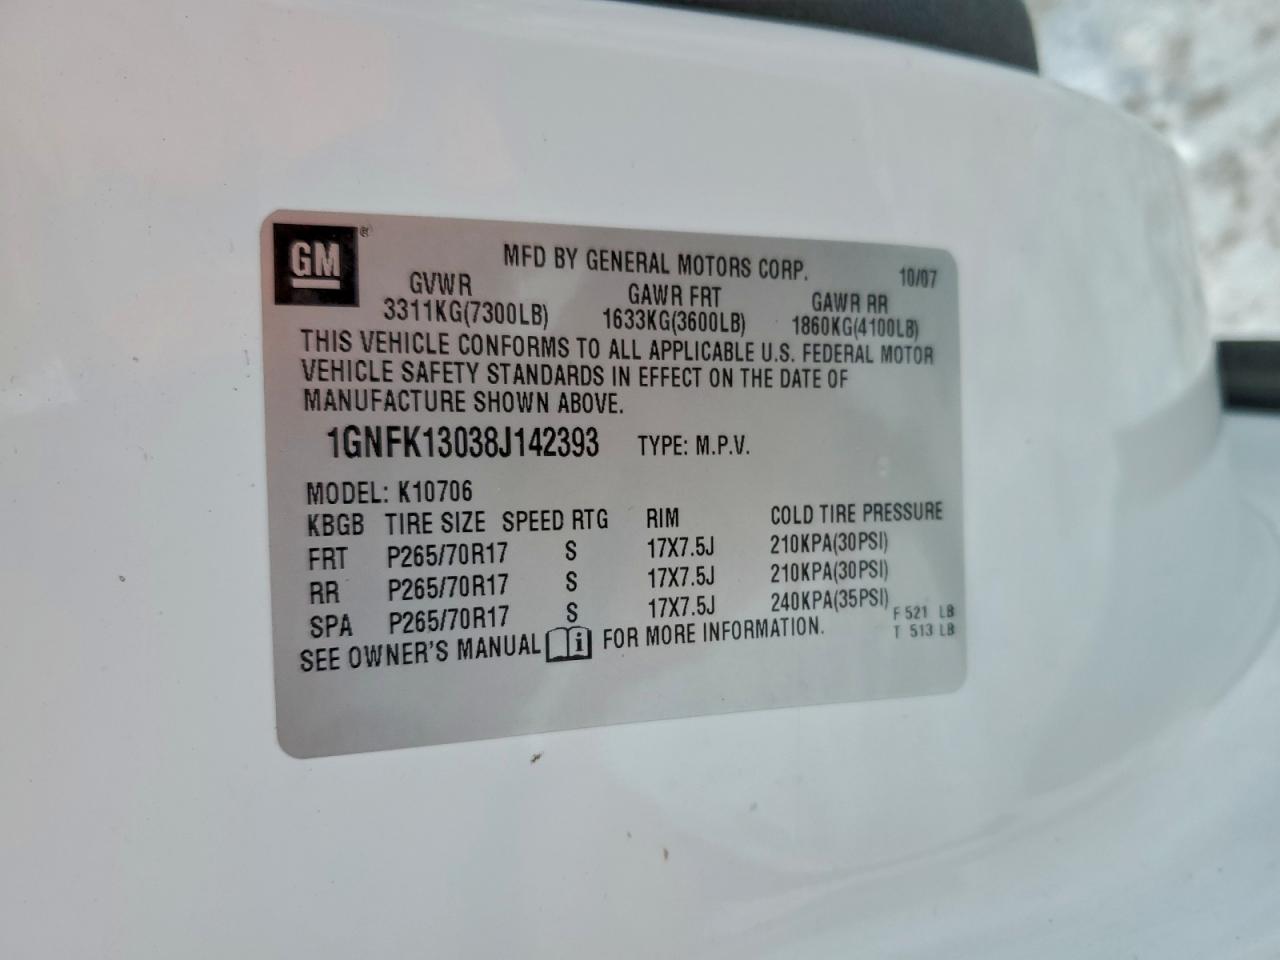 GM®
MFD BY GENERAL MOTORS CORP. 10/07
GVWR GAWR FRT GAWR RR
3311KG(7300LB) 1633KG(3600LB) 1860KG(4100LB)
THIS VEHICLE CONFORMS TO ALL APPLICABLE U.S. FEDERAL MOTOR
VEHICLE SAFETY STANDARDS IN EFFECT ON THE DATE OF
MANUFACTURE SHOWN ABOVE.
1GNFK13038J142393 TYPE: M.P.V.
MODEL: K10706
KBGB TIRE SIZE SPEED RTG RIM COLD TIRE PRESSURE
FRT P265/70R17 S 17X7.5J 210KPA(30PSI)
RR P265/70R17 S 17X7.5J 210KPA(30PSI)
SPA P265/70R17 S 17X7.5J 240KPA(35PSI)
F 521 LB
T 513 LB
SEE OWNER'S MANUAL i FOR MORE INFORMATION.